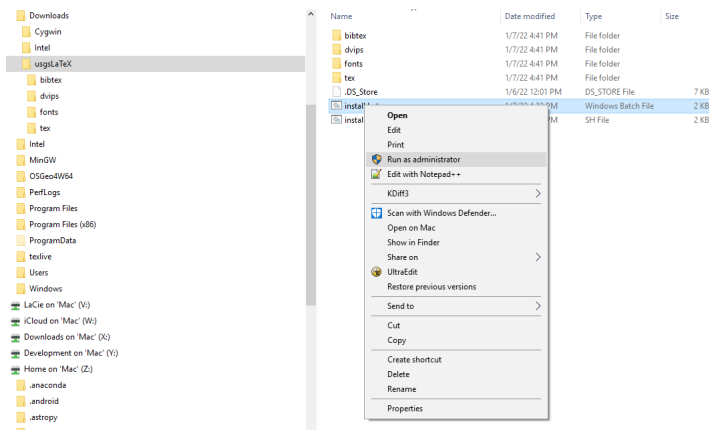 Downloads
Cygwin
Intel
usgsLaTeX
bibtex
dvips
fonts
tex
Intel
MinGW
OSGeo4W64
PerfLogs
Program Files
Program Files (x86)
ProgramData
texlive
Users
Windows
LaCie on 'Mac' (V:)
iCloud on 'Mac' (W:)
Downloads on 'Mac' (X:)
Development on 'Mac' (Y:)
Home on 'Mac' (Z:)
.anaconda
.android
.astropy
Name Date modified Type Size
bibtex 1/7/22 4:41 PM File folder
dvips 1/7/22 4:41 PM File folder
fonts 1/7/22 4:41 PM File folder
tex 1/7/22 4:41 PM File folder
.DS_Store 1/6/22 12:01 PM DS_STORE File 7 KB
Windows Batch File 2 KB
instal PM SH File 2 KB
Open
Edit
Print
Run as administrator
Edit with Notepad++
KDiff3
Scan with Windows Defender...
Open on Mac
Show in Finder
Share on
UltraEdit
Restore previous versions
Send to
Cut
Copy
Create shortcut
Delete
Rename
Properties